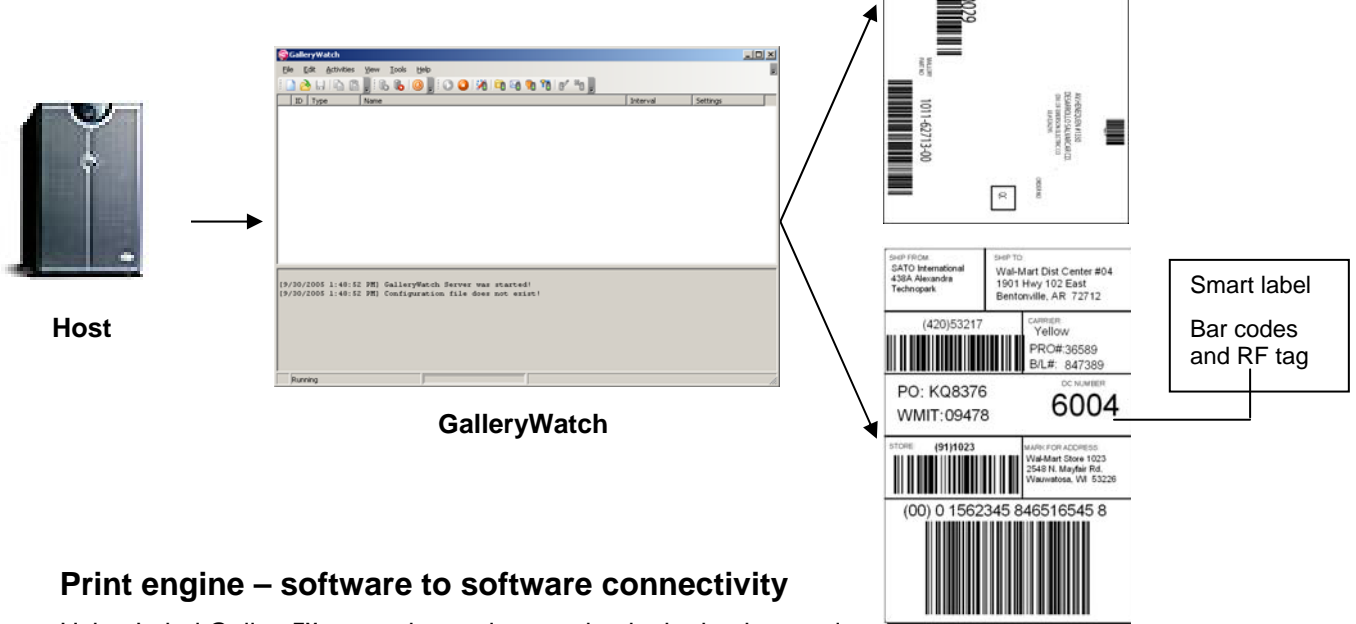 GalleryWatch
File Edit Activities View Tools Help
ID Type Name Interval Settings
[9/30/2005 1:48:52 PM] GalleryWatch Server was started!
[9/30/2005 1:48:52 PM] Configuration file does not exist!
Running
Host
GalleryWatch
1011-62713-00
QC
SHIP FROM
SATO International
438A Alexandra
Technopark
SHIP TO
Wal-Mart Dist Center #04
1901 Hwy 102 East
Bentonville, AR 72712
(420)53217
CARRIER
Yellow
PRO#:36589
B/L#: 847389
PO: KQ8376
WMIT:09478
DC NUMBER
6004
STORE (91)1023
MARK FOR ADDRESS
Wal-Mart Store 1023
2548 N. Mayfair Rd.
Wauwatosa, WI 53226
(00) 0 1562345 846516545 8
Smart label
Bar codes
and RF tag
Print engine – software to software connectivity